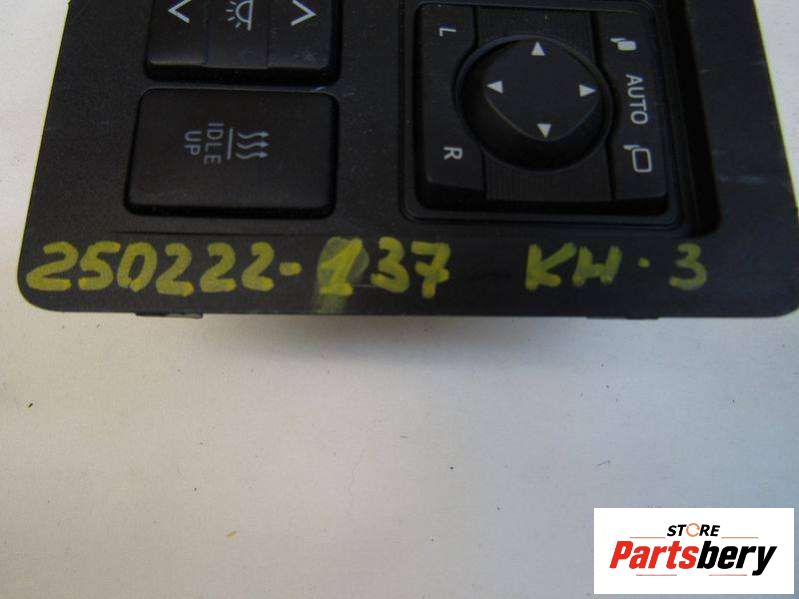 L
AUTO
R
IDLE
UP
250222-137 KH·3
STORE
Partsbery